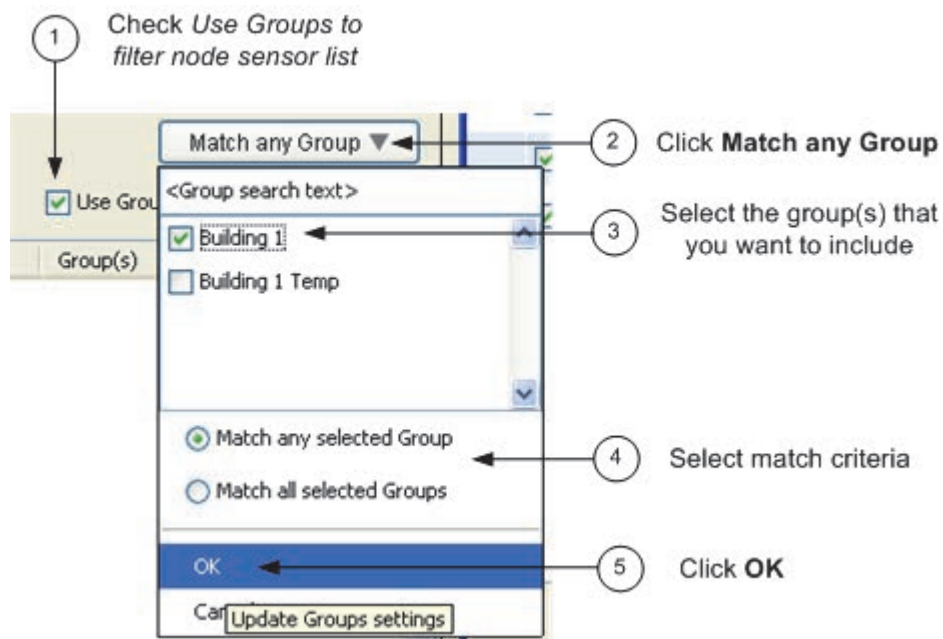 1
Check Use Groups to
filter node sensor list
Match any Group
2
Click Match any Group
Use Grou
<Group search text>
3
Select the group(s) that
you want to include
Building 1
Group(s)
Building 1 Temp
Match any selected Group
4
Select match criteria
Match all selected Groups
OK
5
Click OK
Update Groups settings